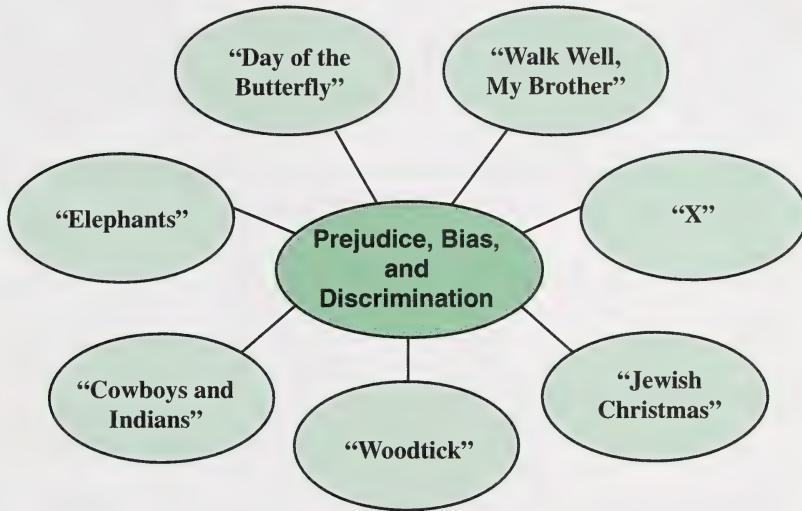 “Day of the
Butterfly”
“Walk Well,
My Brother”
“Elephants”
Prejudice, Bias,
and
Discrimination
“X”
“Cowboys and
Indians”
“Woodtick”
“Jewish
Christmas”